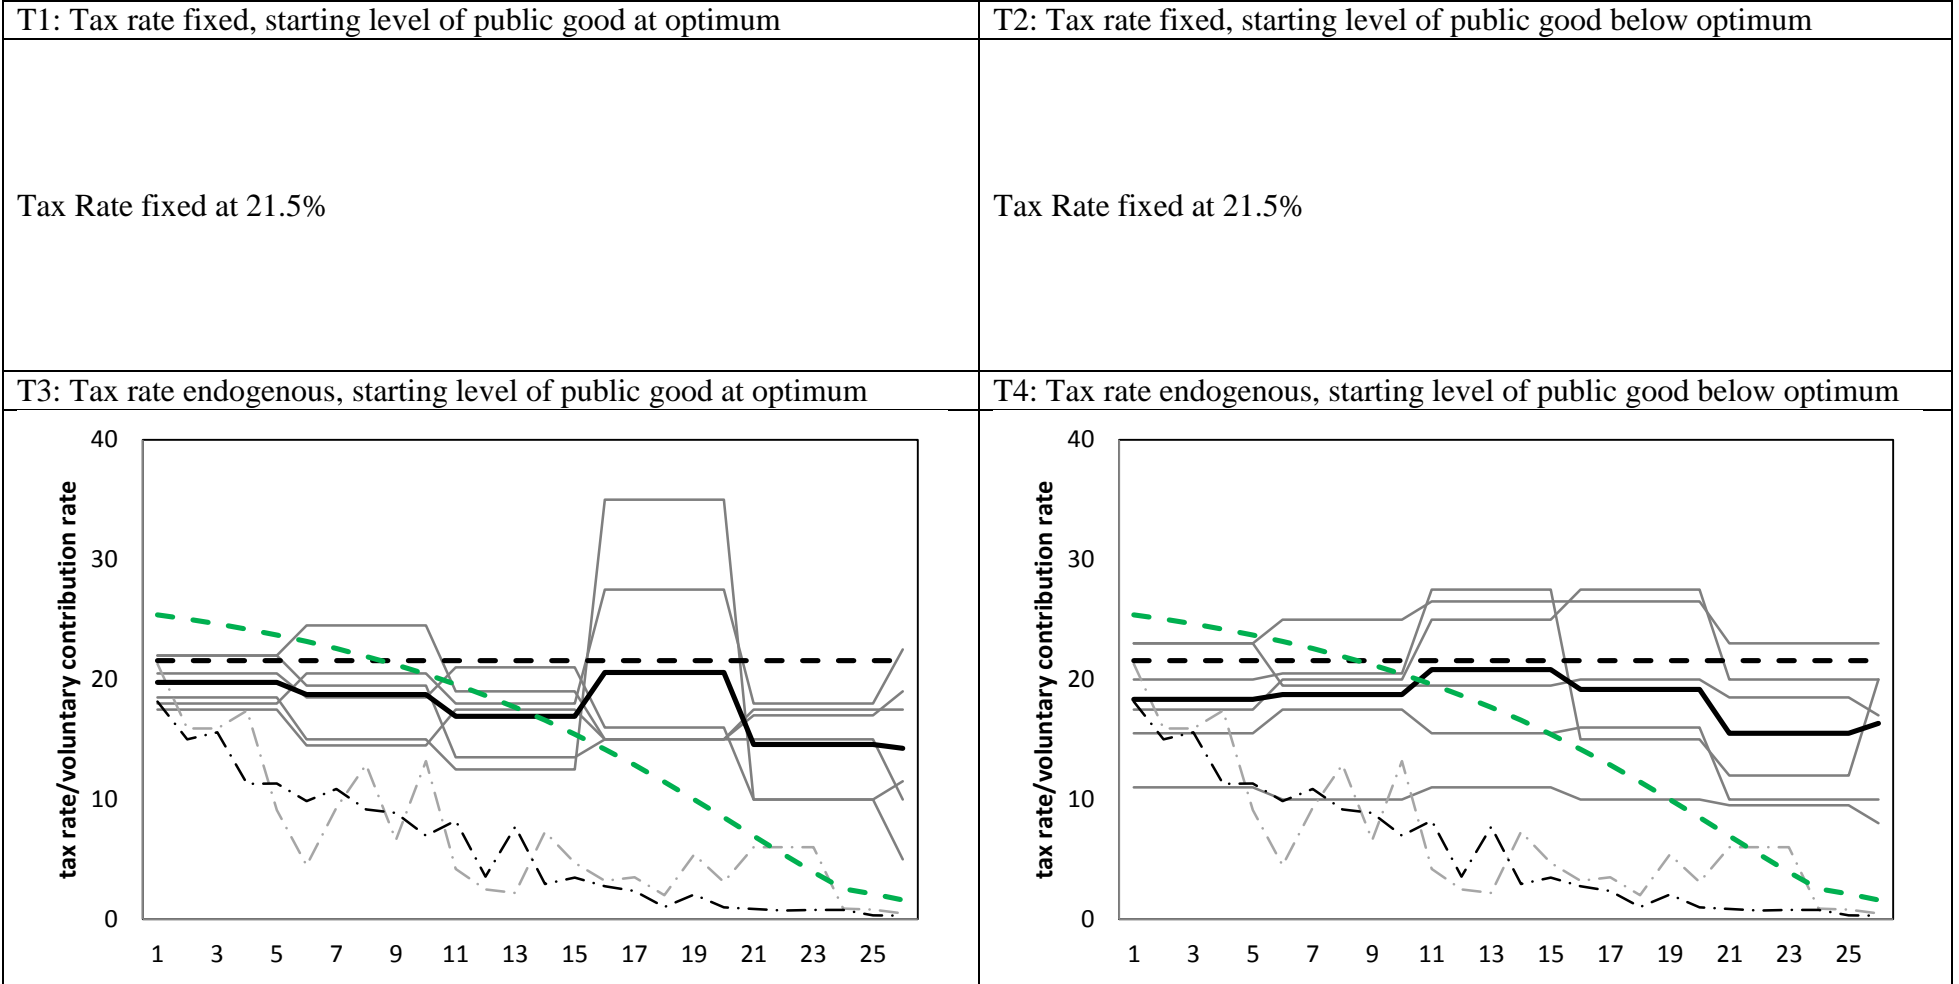 T1: Tax rate fixed, starting level of public good at optimum
T2: Tax rate fixed, starting level of public good below optimum
Tax Rate fixed at 21.5%
Tax Rate fixed at 21.5%
T3: Tax rate endogenous, starting level of public good at optimum
T4: Tax rate endogenous, starting level of public good below optimum
tax rate/voluntary contribution rate
40
30
20
10
0
1 3 5 7 9 11 13 15 17 19 21 23 25
tax rate/voluntary contribution rate
40
30
20
10
0
1 3 5 7 9 11 13 15 17 19 21 23 25